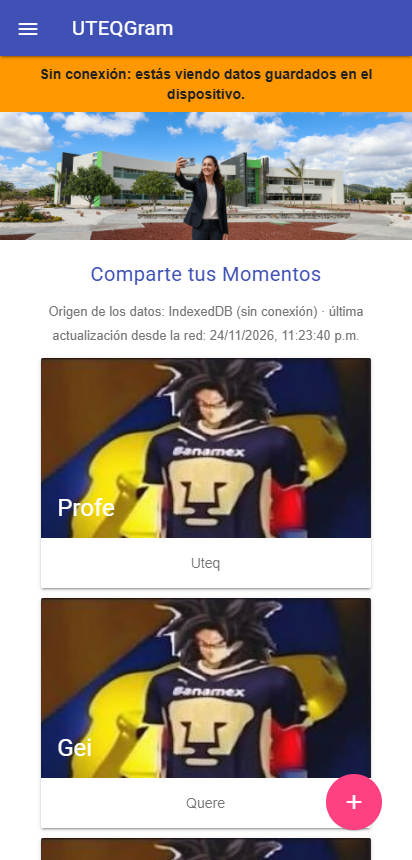 UTEQGram
Sin conexión: estás viendo datos guardados en el
dispositivo.
Comparte tus Momentos
Origen de los datos: IndexedDB (sin conexión) · última
actualización desde la red: 24/11/2026, 11:23:40 p.m.
Banamex
Profe
Uteq
Banamex
Gei
Quere
+